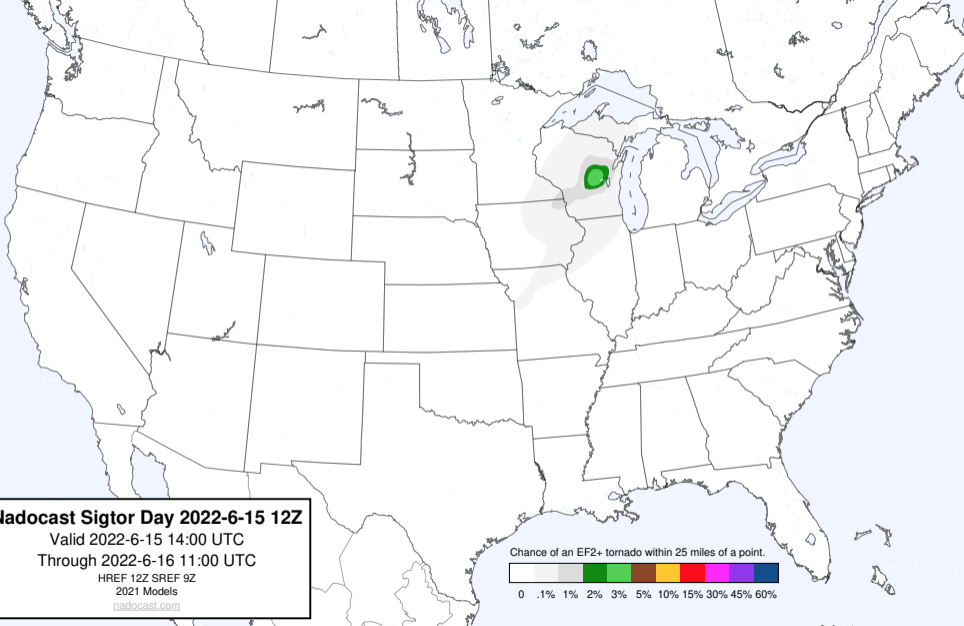 Nadocast Sigtor Day 2022-6-15 12Z
Valid 2022-6-15 14:00 UTC
Through 2022-6-16 11:00 UTC
HREF 12Z SREF 9Z
2021 Models
nadocast.com
Chance of an EF2+ tornado within 25 miles of a point.
0 .1% 1% 2% 3% 5% 10% 15% 30% 45% 60%